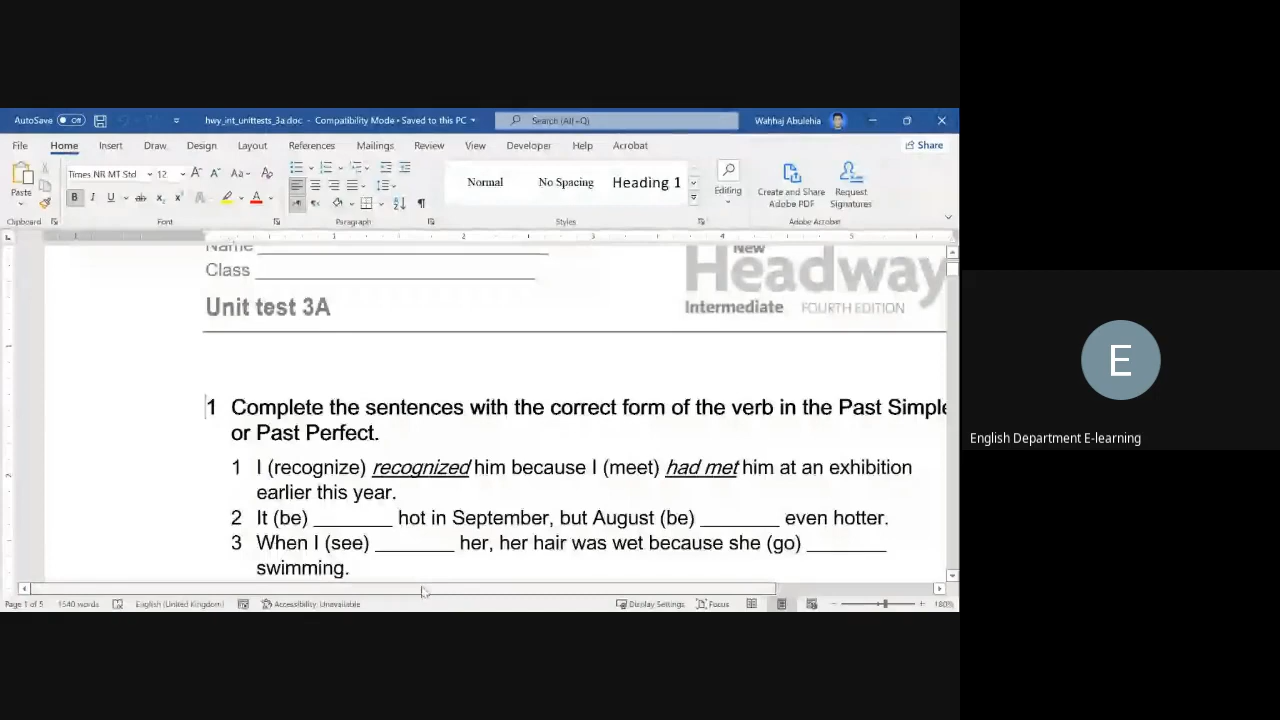 AutoSave Off hwy_int_unittests_3a.doc - Compatibility Mode • Saved to this PC Search (Alt+Q) Wahhaj Abulehia
File Home Insert Draw Design Layout References Mailings Review View Developer Help Acrobat Share
Times NR MT Std 12
Normal No Spacing Heading 1
Paste
Editing
Create and Share Adobe PDF
Request Signatures
Clipboard Font Paragraph Styles Adobe Acrobat
Name
Class
Unit test 3A
New
Headway
Intermediate FOURTH EDITION
1 Complete the sentences with the correct form of the verb in the Past Simple
or Past Perfect.
1 I (recognize) recognized him because I (meet) had met him at an exhibition
earlier this year.
2 It (be) _______ hot in September, but August (be) _______ even hotter.
3 When I (see) _______ her, her hair was wet because she (go) _______
swimming.
Page 1 of 5 1540 words English (United Kingdom) Accessibility: Unavailable Display Settings Focus 180%
E
English Department E-learning